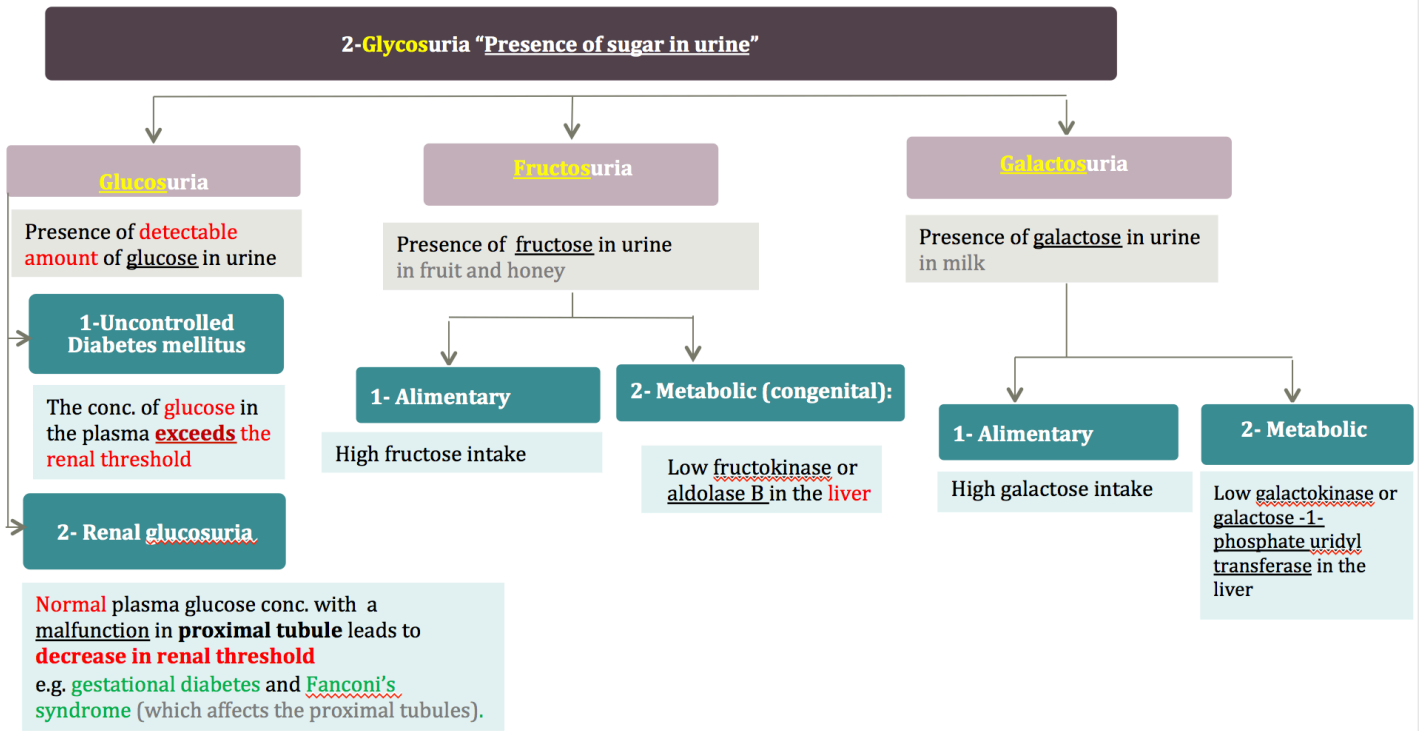 2-Glycosuria “Presence of sugar in urine”
Glucosuria
Presence of detectable
amount of glucose in urine
1-Uncontrolled
Diabetes mellitus
The conc. of glucose in
the plasma exceeds the
renal threshold
2- Renal glucosuria
Normal plasma glucose conc. with a
malfunction in proximal tubule leads to
decrease in renal threshold
e.g. gestational diabetes and Fanconi’s
syndrome (which affects the proximal tubules).
Fructosuria
Presence of fructose in urine
in fruit and honey
1- Alimentary
High fructose intake
2- Metabolic (congenital):
Low fructokinase or
aldolase B in the liver
Galactosuria
Presence of galactose in urine
in milk
1- Alimentary
High galactose intake
2- Metabolic
Low galactokinase or
galactose -1-
phosphate uridyl
transferase in the
liver